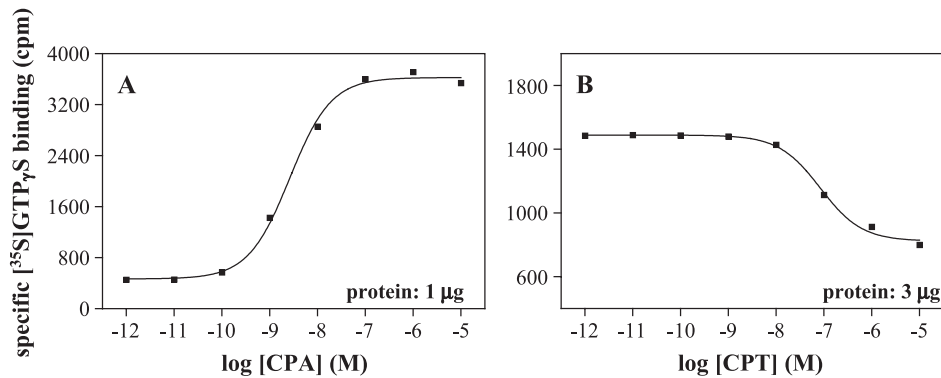 specific [³⁵S]GTPγS binding (cpm)
A
4000
3200
2400
1600
800
0
protein: 1 μg
-12 -11 -10 -9 -8 -7 -6 -5
log [CPA] (M)
B
1800
1400
1000
600
protein: 3 μg
-12 -11 -10 -9 -8 -7 -6 -5
log [CPT] (M)